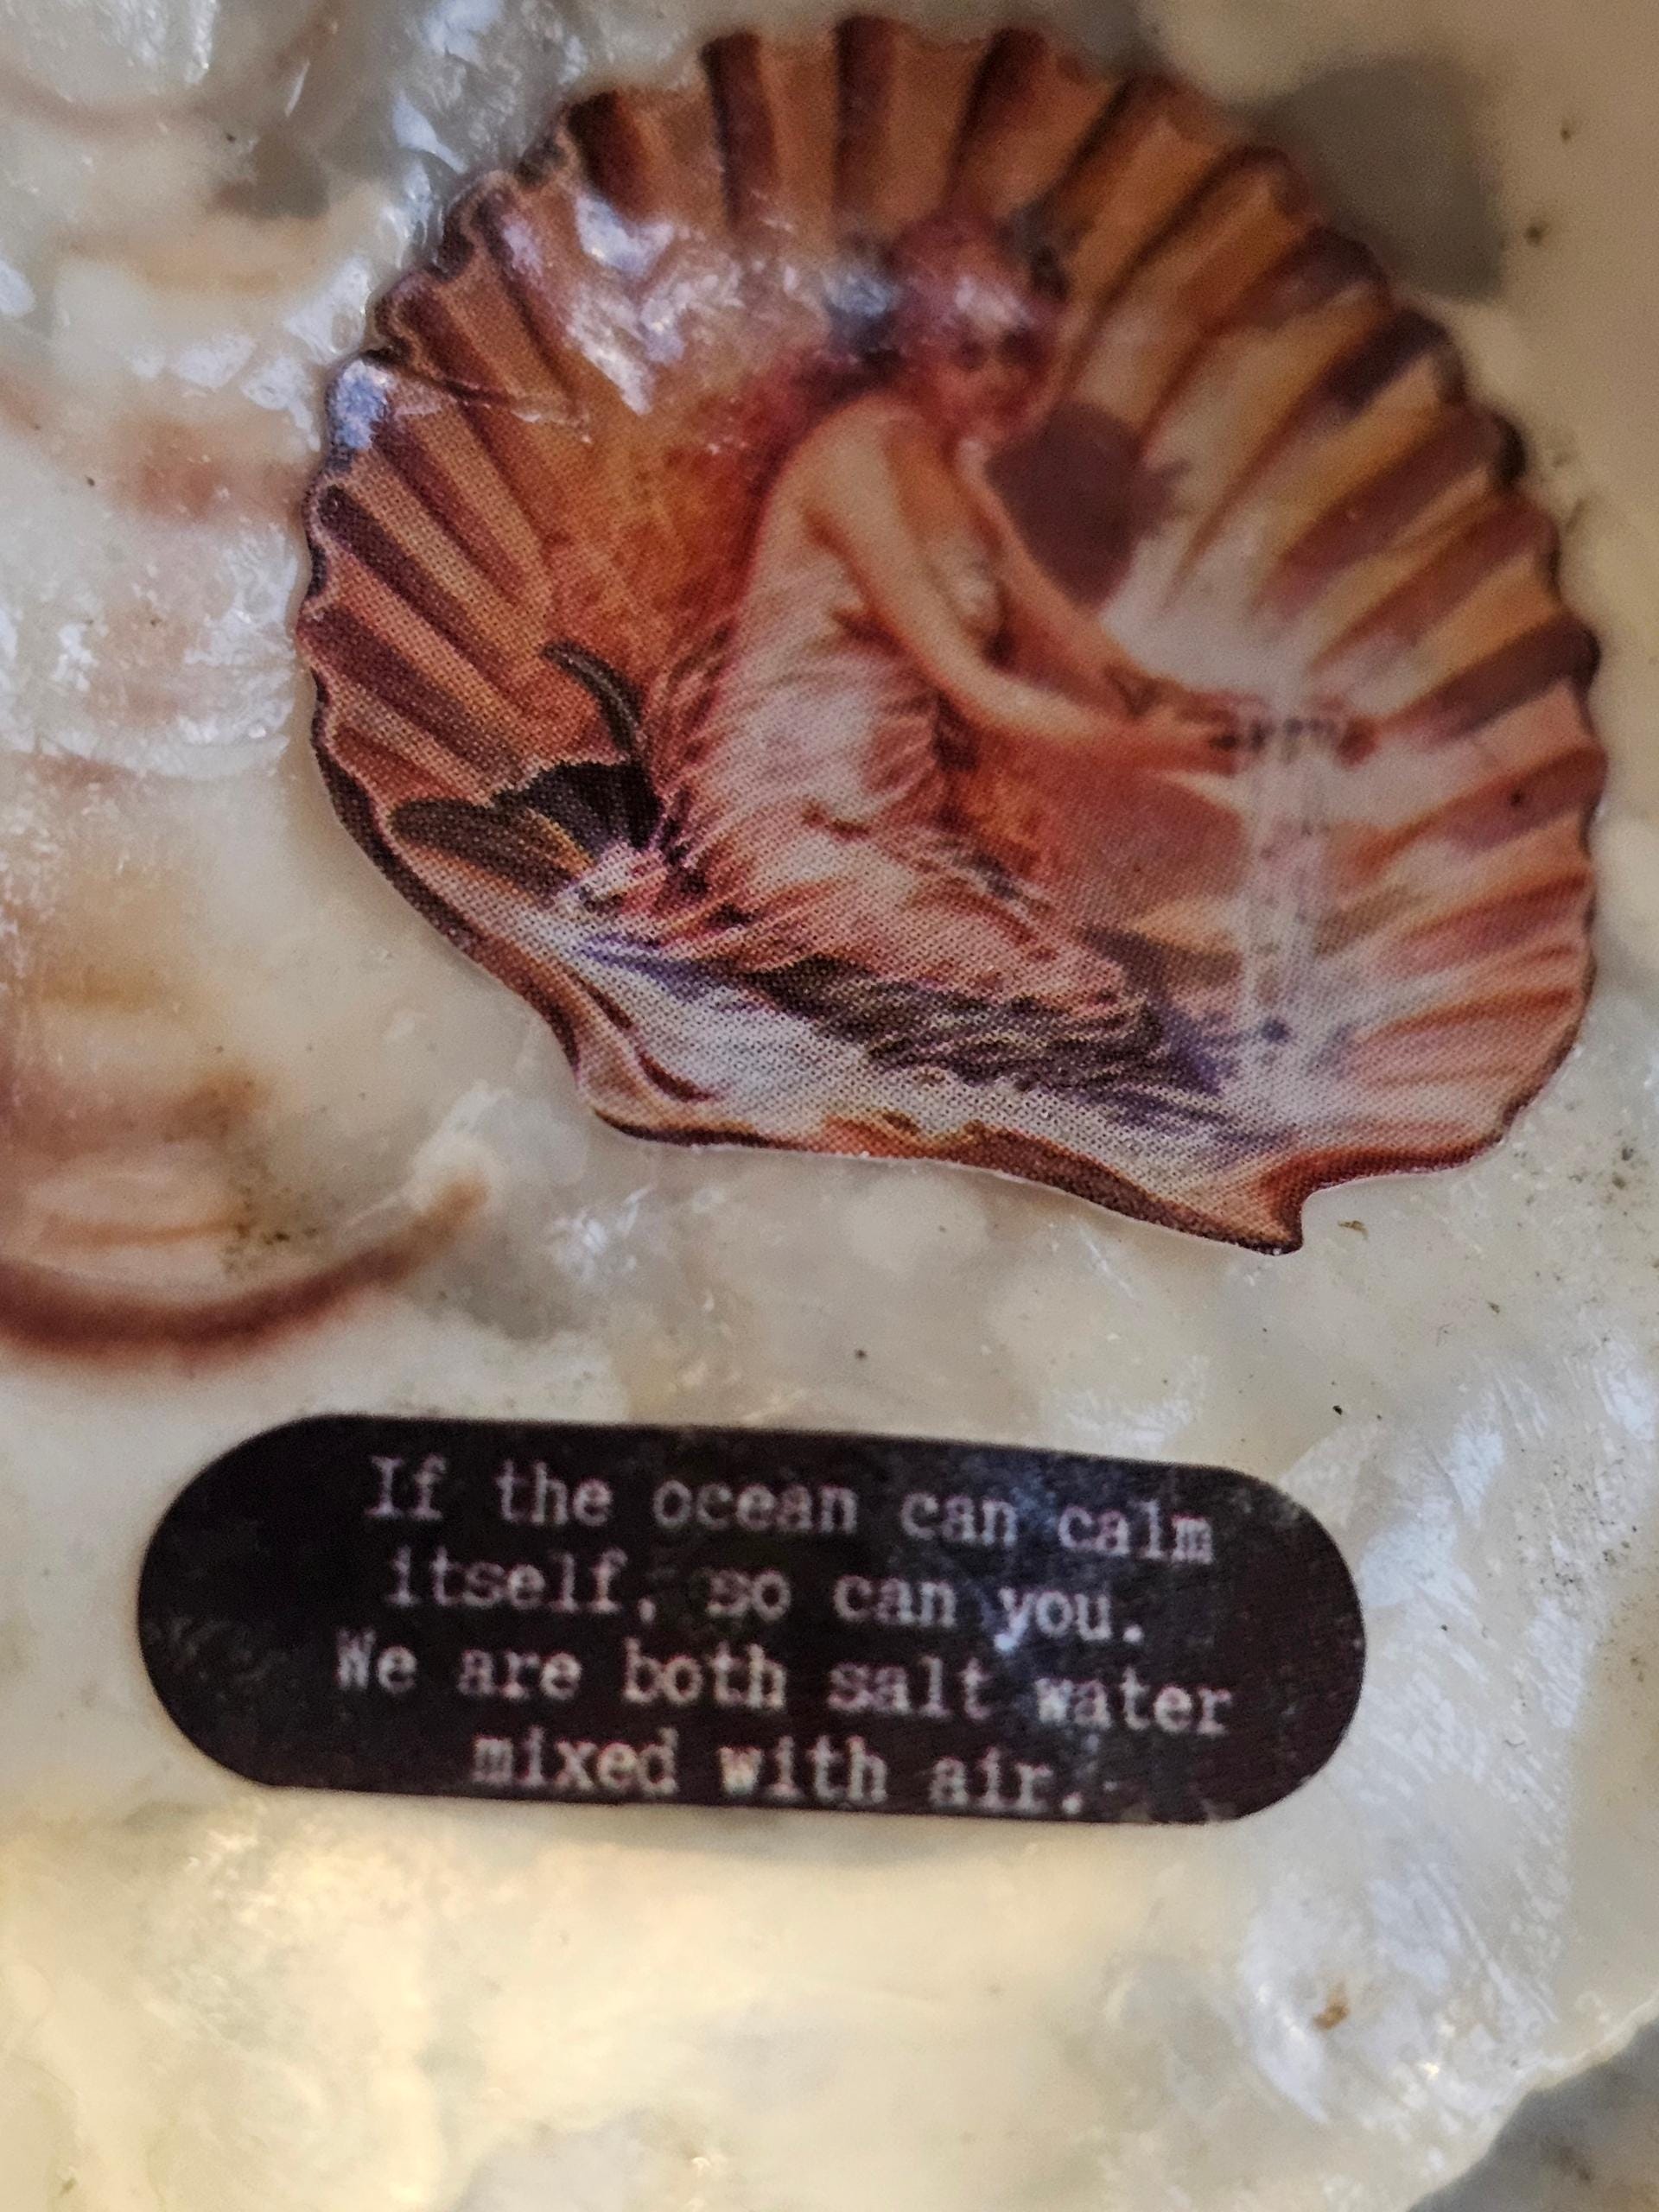 If the ocean can calm
itself, so can you.
We are both salt water
mixed with air.